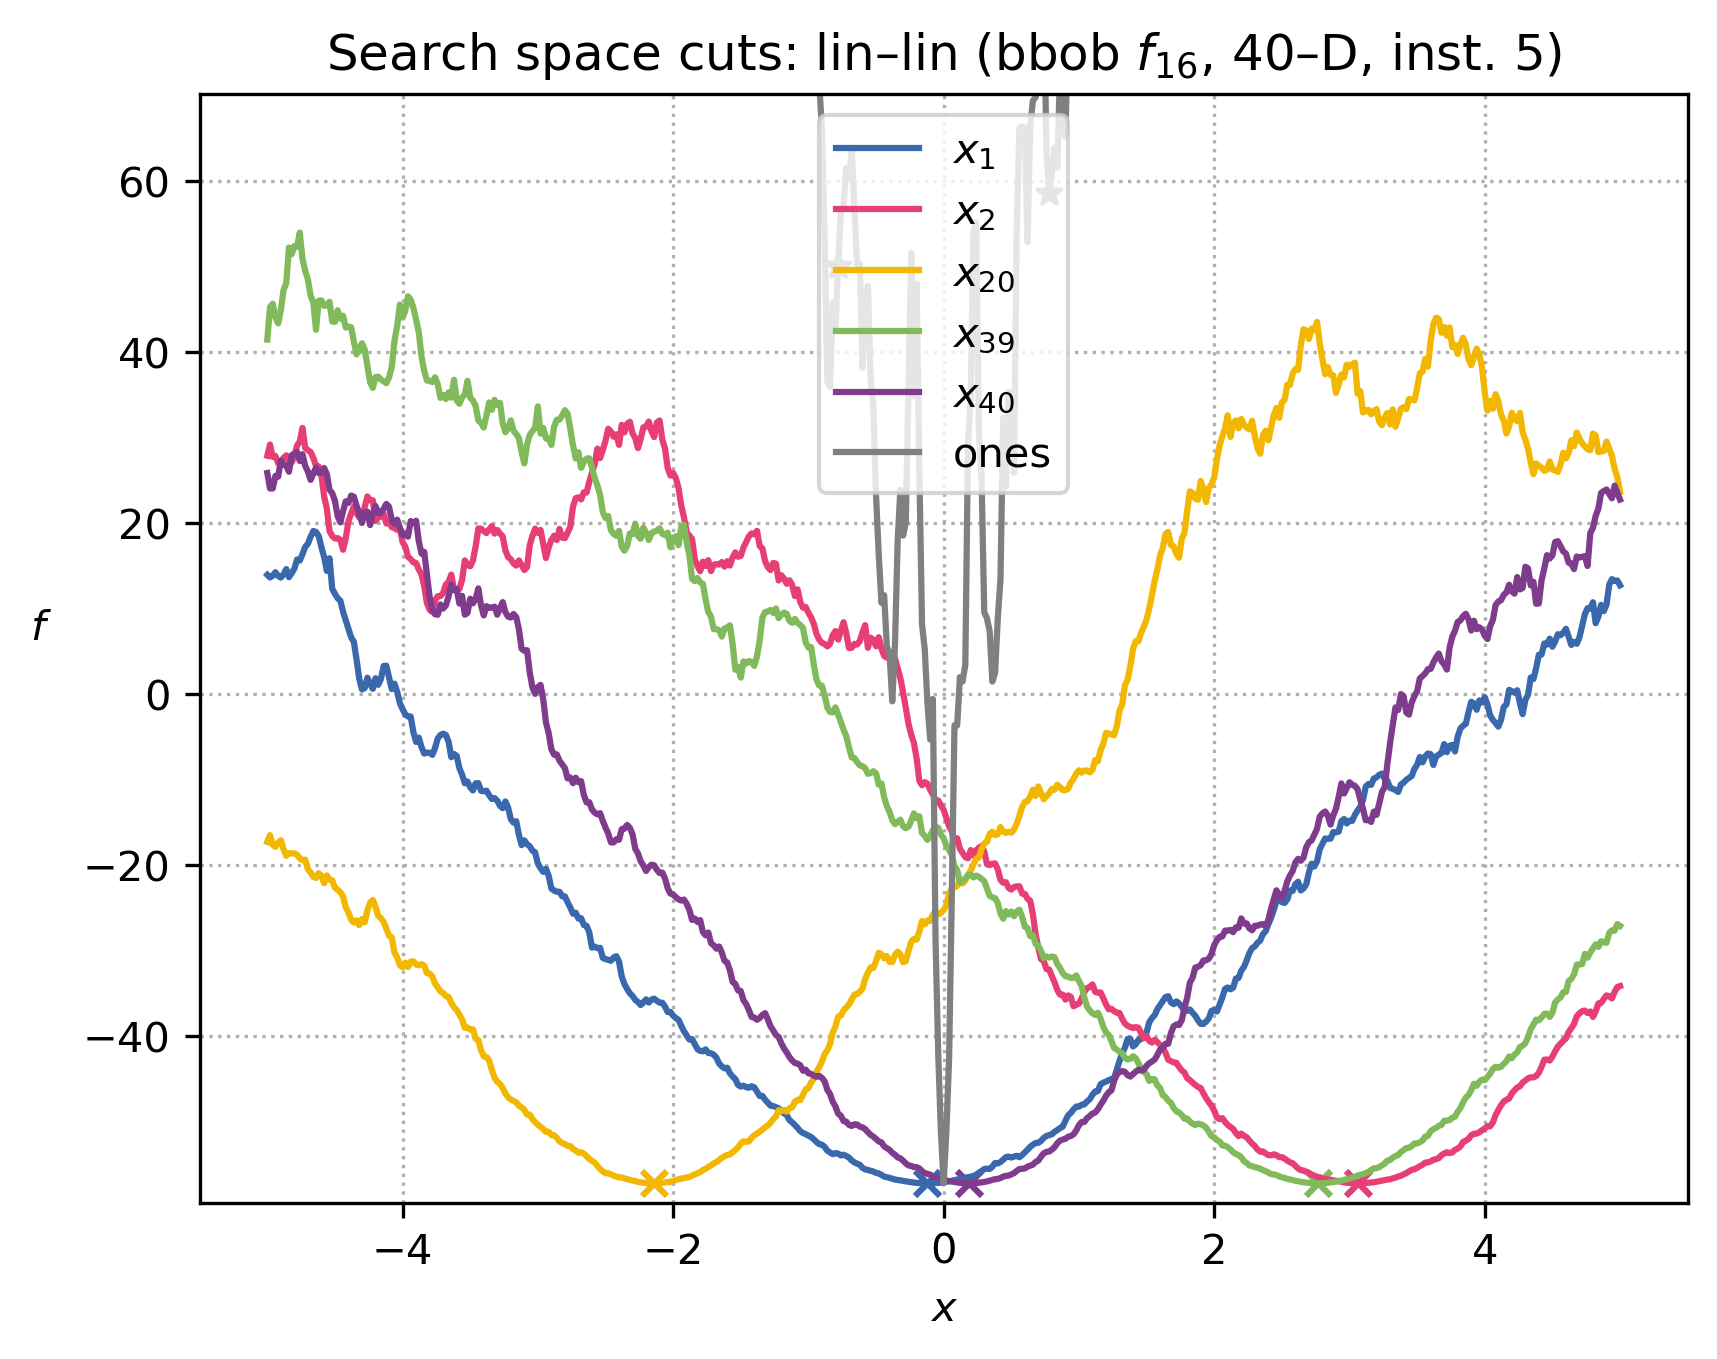 Search space cuts: lin–lin (bbob f₁₆, 40–D, inst. 5)
x₁
x₂
x₂₀
x₃₉
x₄₀
ones
60
40
20
0
−20
−40
f
−4
−2
0
2
4
x